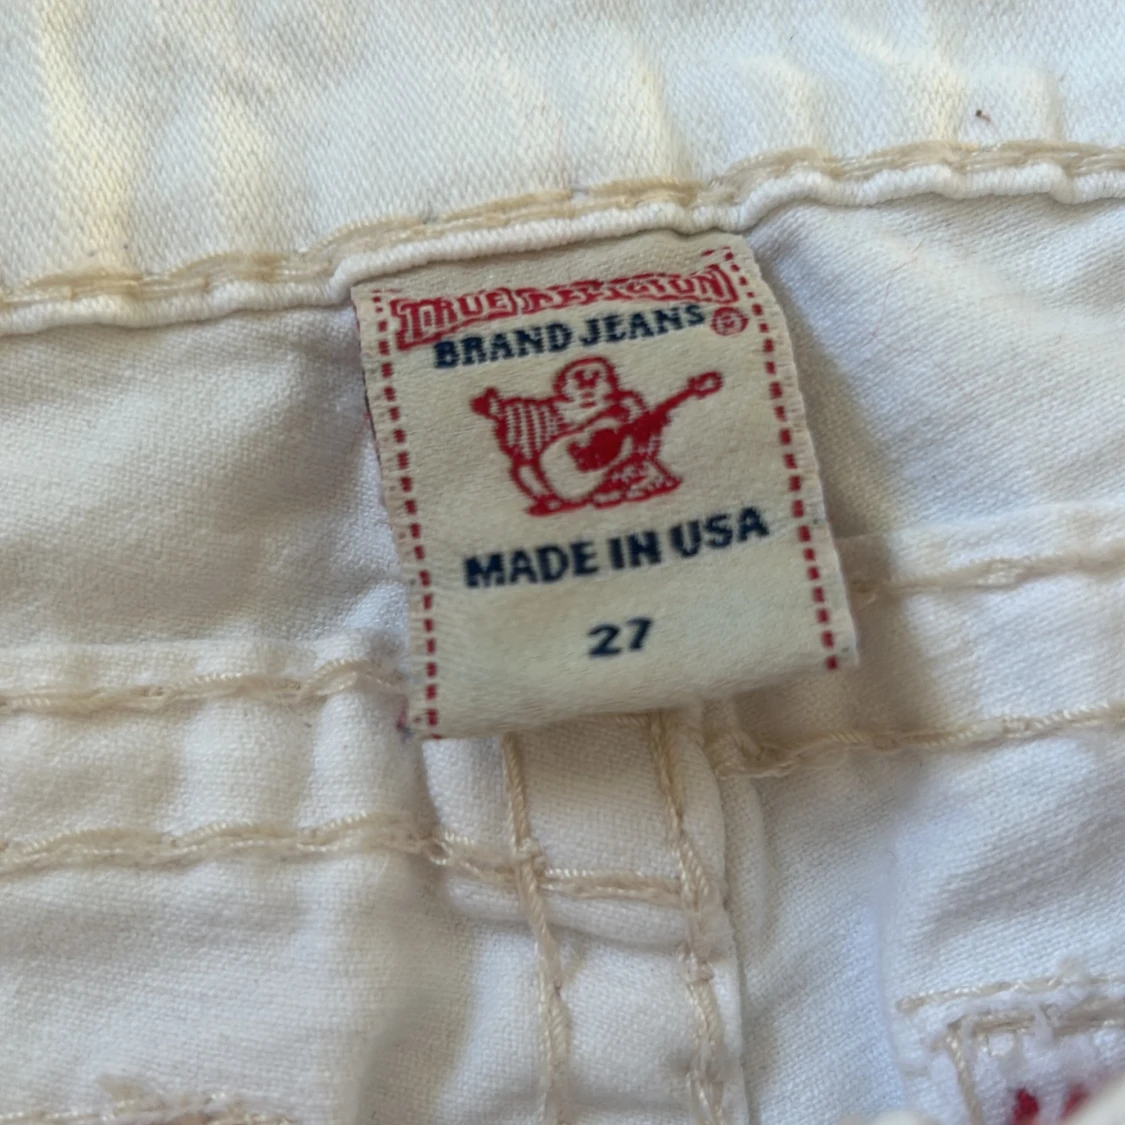 TRUE RELIGION
BRAND JEANS ®
MADE IN USA
27